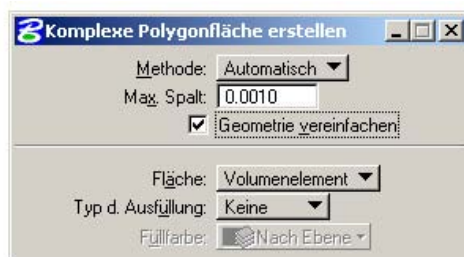 Komplexe Polygonfläche erstellen
Methode: Automatisch
Max. Spalt: 0.0010
Geometrie vereinfachen
Fläche: Volumenelement
Typ d. Ausfüllung: Keine
Füllfarbe: Nach Ebene